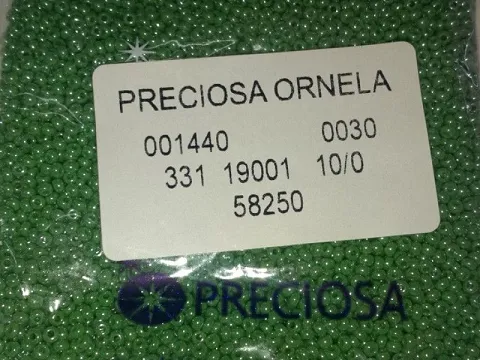 PRECIOSA ORNELA
001440 0030
331 19001 10/0
58250
PRECIOSA